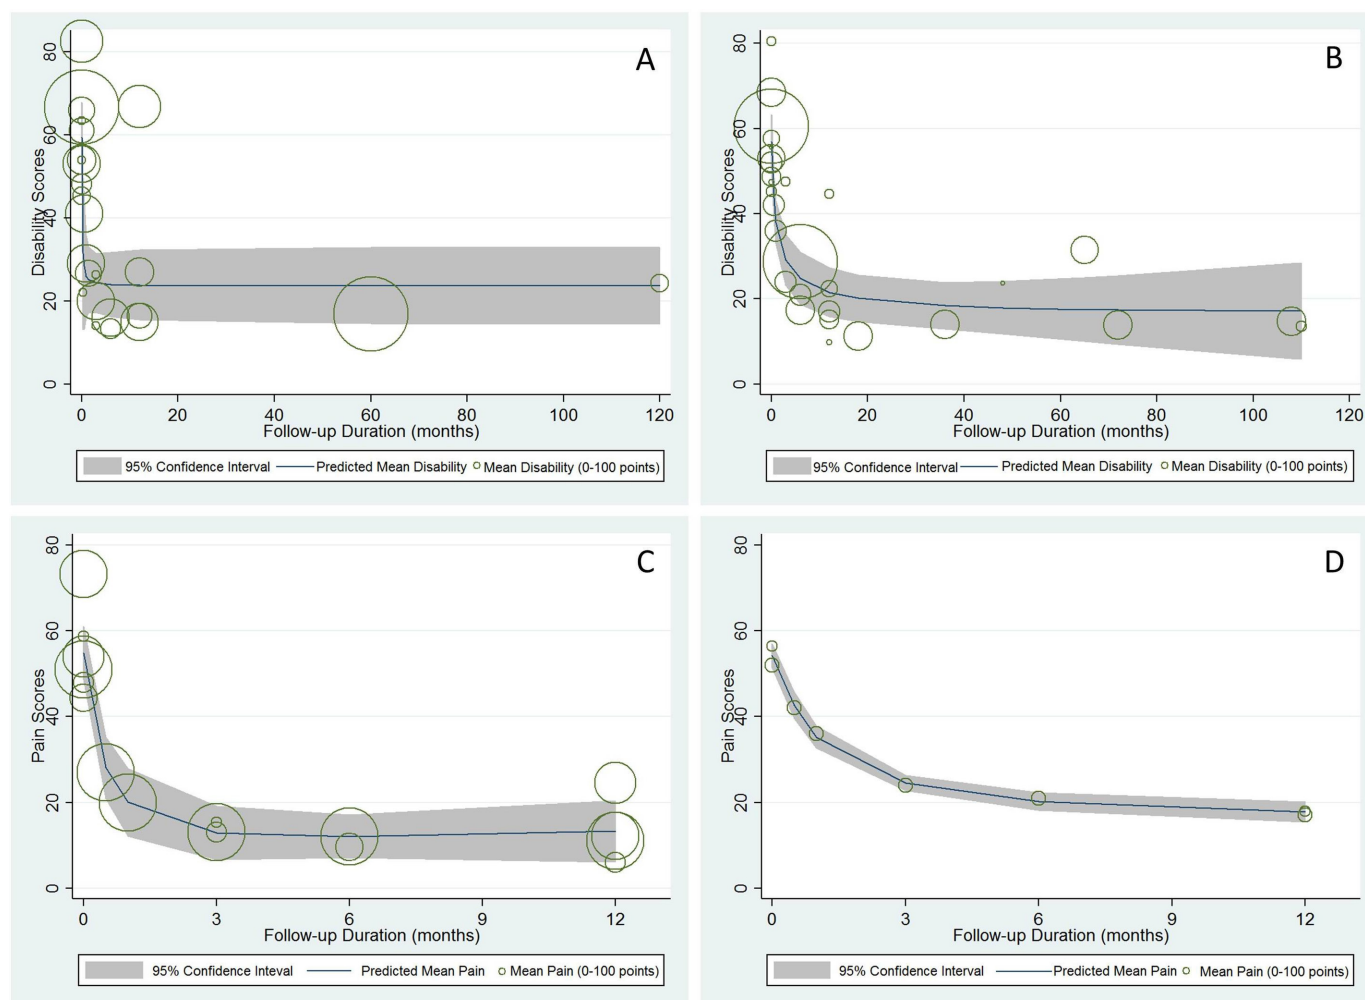 A
Disability Scores
80
60
40
20
0
0 20 40 60 80 100 120
Follow-up Duration (months)
95% Confidence Interval Predicted Mean Disability Mean Disability (0-100 points)
B
Disability Scores
80
60
40
20
0
0 20 40 60 80 100 120
Follow-up Duration (months)
95% Confidence Interval Predicted Mean Disability Mean Disability (0-100 points)
C
Pain Scores
80
60
40
20
0
0 3 6 9 12
Follow-up Duration (months)
95% Confidence Inteval Predicted Mean Pain Mean Pain (0-100 points)
D
Pain Scores
80
60
40
20
0
0 3 6 9 12
Follow-up Duration (months)
95% Confidence Interval Predicted Mean Pain Mean Pain (0-100 points)